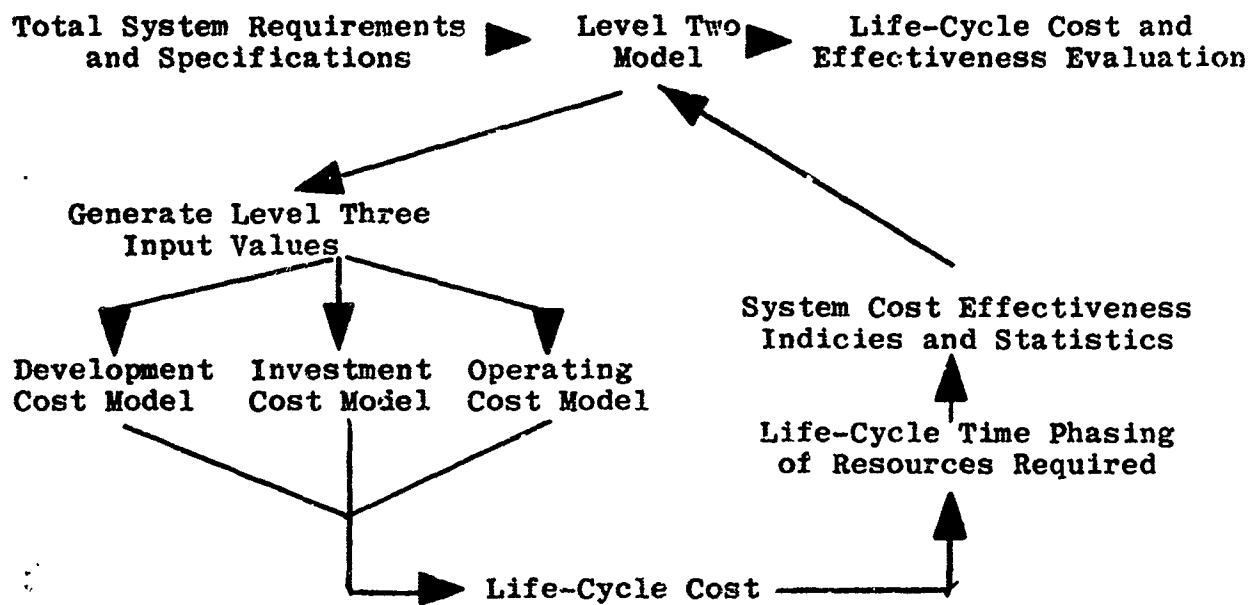 Total System Requirements
and Specifications
Level Two
Model
Life-Cycle Cost and
Effectiveness Evaluation
Generate Level Three
Input Values
System Cost Effectiveness
Indicies and Statistics
Development
Cost Model
Investment
Cost Model
Operating
Cost Model
Life-Cycle Time Phasing
of Resources Required
Life-Cycle Cost